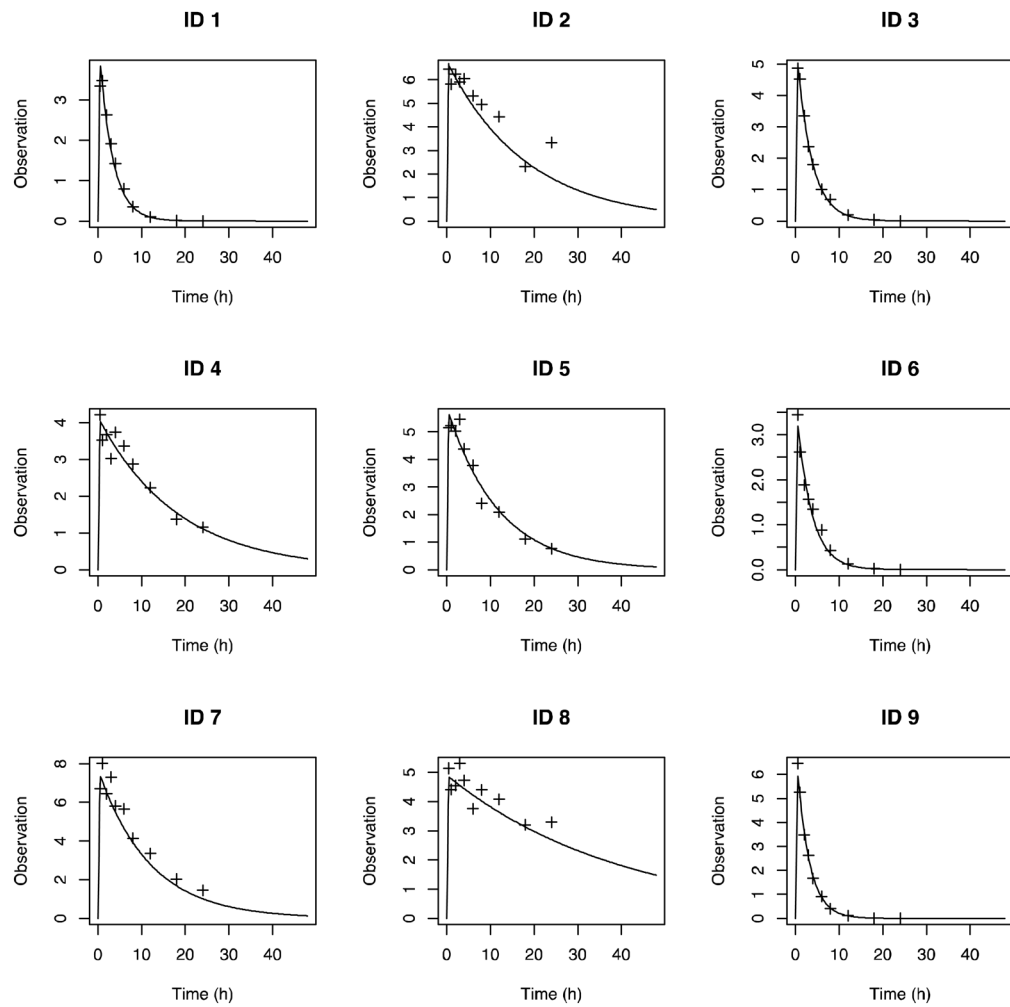 ID 1
ID 2
ID 3
Observation
0 1 2 3
0 10 20 30 40
Time (h)
Observation
0 1 2 3 4 5 6
0 10 20 30 40
Time (h)
Observation
0 1 2 3 4 5
0 10 20 30 40
Time (h)
ID 4
ID 5
ID 6
Observation
0 1 2 3 4
0 10 20 30 40
Time (h)
Observation
0 1 2 3 4 5
0 10 20 30 40
Time (h)
Observation
0.0 1.0 2.0 3.0
0 10 20 30 40
Time (h)
ID 7
ID 8
ID 9
Observation
0 2 4 6 8
0 10 20 30 40
Time (h)
Observation
0 1 2 3 4 5
0 10 20 30 40
Time (h)
Observation
0 1 2 3 4 5 6
0 10 20 30 40
Time (h)